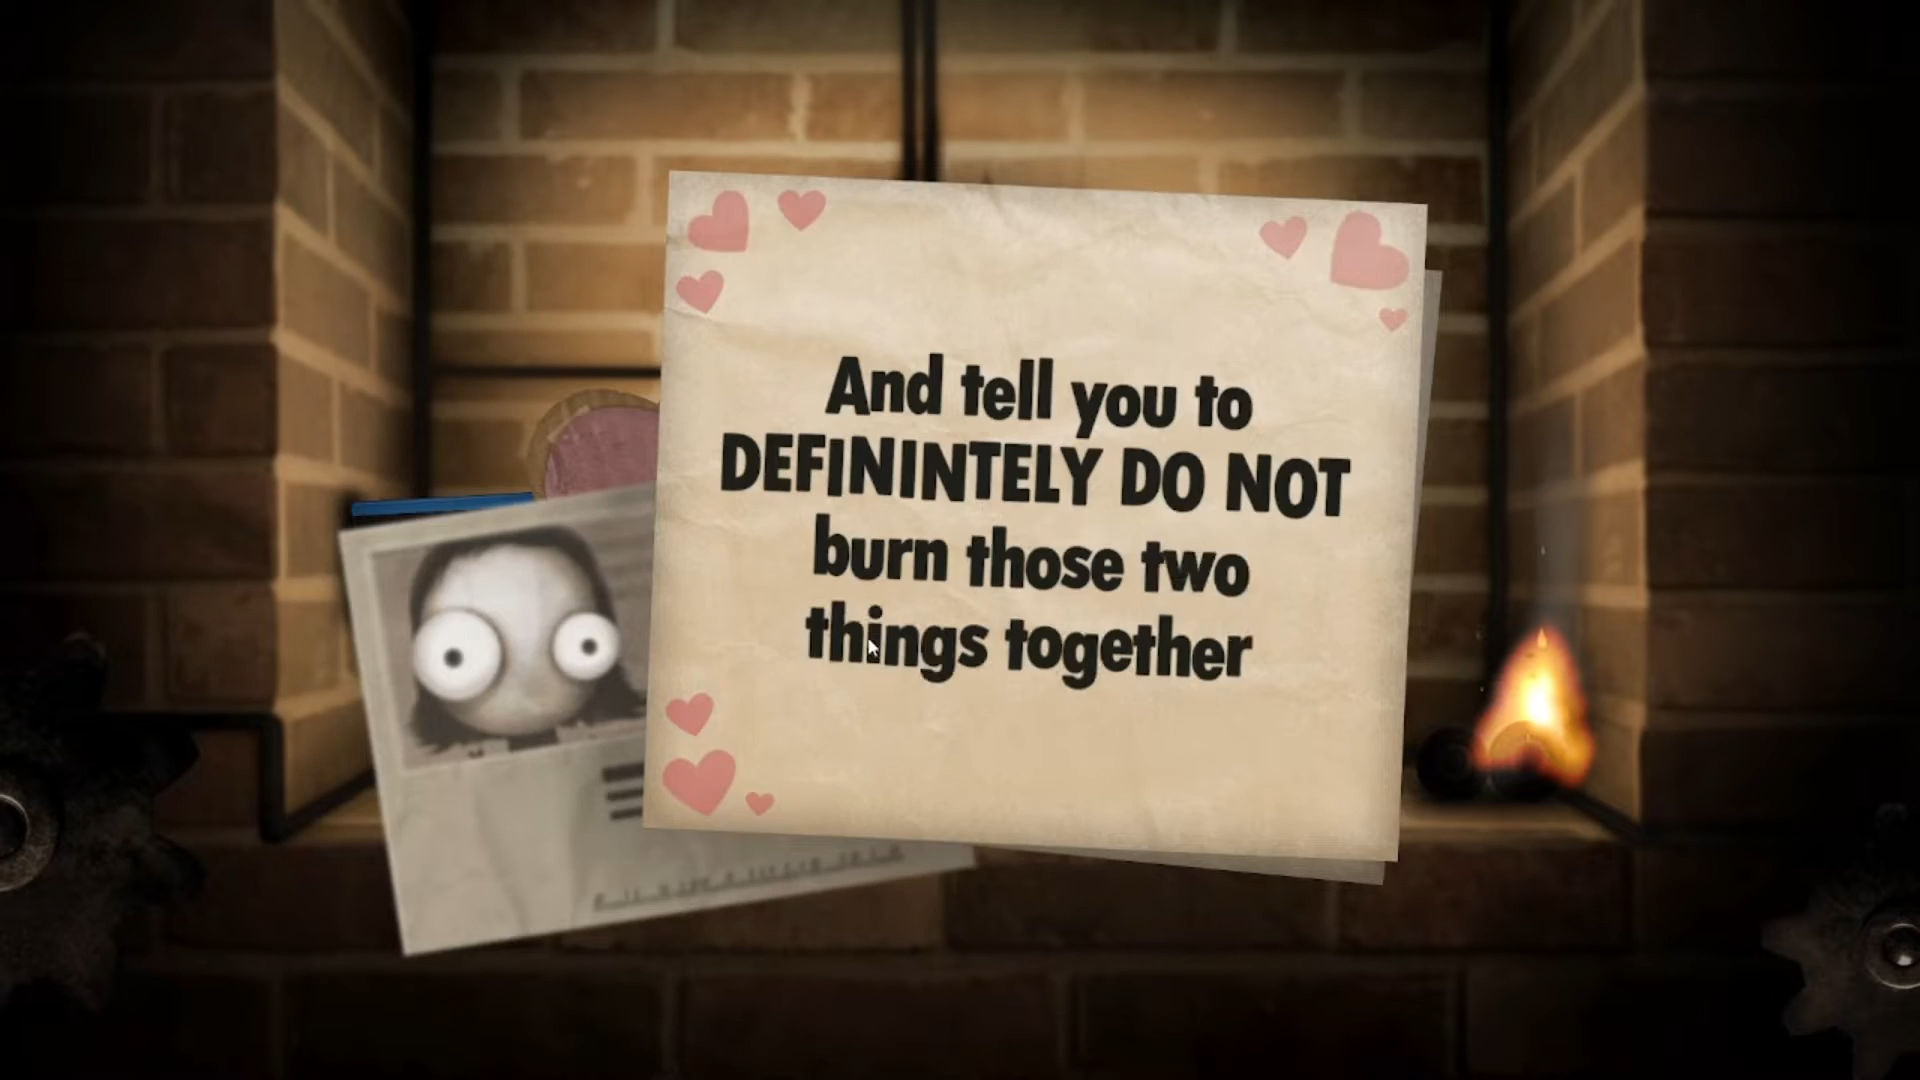 And tell you to
DEFININTELY DO NOT
burn those two
things together